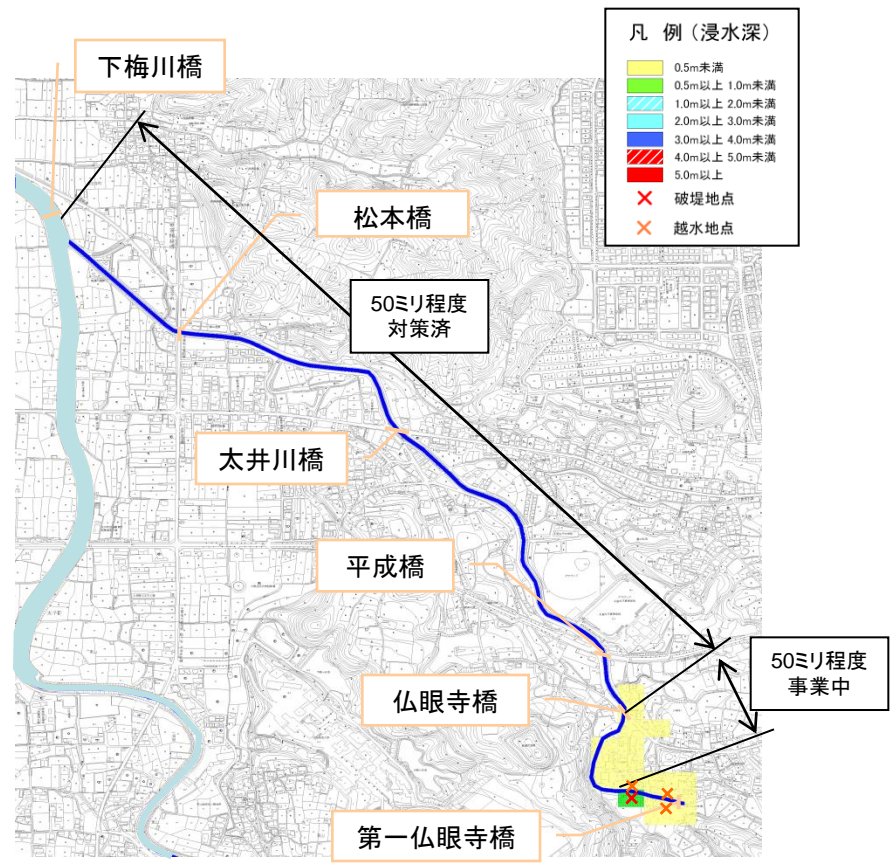 凡 例（浸水深）
0.5m未満
0.5m以上 1.0m未満
1.0m以上 2.0m未満
2.0m以上 3.0m未満
3.0m以上 4.0m未満
4.0m以上 5.0m未満
5.0m以上
破堤地点
越水地点
下梅川橋
松本橋
50ミリ程度
対策済
太井川橋
平成橋
仏眼寺橋
50ミリ程度
事業中
第一仏眼寺橋